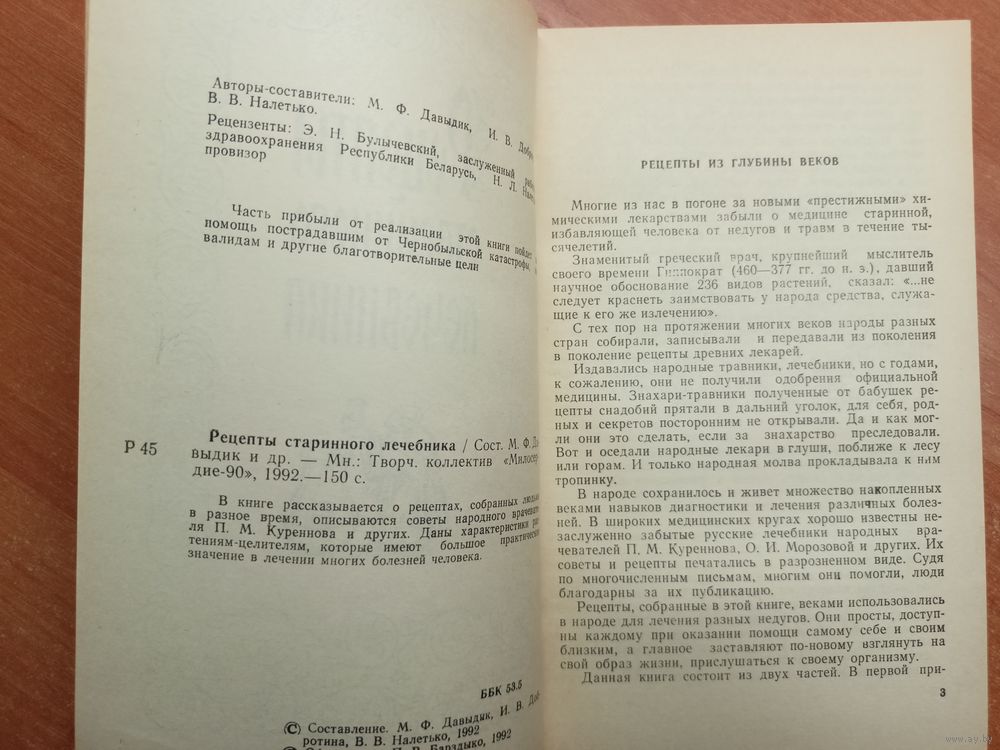 Авторы-составители: М. Ф. Давыдик, И. В.
В. В. Налетько.
Рецензенты: Э. Н. Булычевский, заслуженный
здравоохранения Республики Беларусь, Н. Л.
провизор
Часть прибыли от реализации этой книги пойдет
помощь пострадавшим от Чернобыльской катастрофы,
валидам и другие благотворительные цели
Р 45
Рецепты старинного лечебника / Сост. М. Ф. Да-
выдик и др. — Мн.: Творч. коллектив «Милосер-
дие-90», 1992.—150 с.
В книге рассказывается о рецептах, собранных людьми
в разное время, описываются советы народного врачевате-
ля П. М. Куреннова и других. Даны характеристики рас-
тениям-целителям, которые имеют большое практическое
значение в лечении многих болезней человека.
ББК 53.5
© Составление. М. Ф. Давыдик, И. В. Доб-
ротина, В. В. Налетько, 1992
П. В. Бараздыко, 1992
РЕЦЕПТЫ ИЗ ГЛУБИНЫ ВЕКОВ
Многие из нас в погоне за новыми «престижными» хи-
мическими лекарствами забыли о медицине старинной,
избавляющей человека от недугов и травм в течение ты-
сячелетий.
Знаменитый греческий врач, крупнейший мыслитель
своего времени Гиппократ (460—377 гг. до н. э.), давший
научное обоснование 236 видов растений, сказал: «...не
следует краснеть заимствовать у народа средства, служа-
щие к его же излечению».
С тех пор на протяжении многих веков народы разных
стран собирали, записывали и передавали из поколения
в поколение рецепты древних лекарей.
Издавались народные травники, лечебники, но с годами,
к сожалению, они не получили одобрения официальной
медицины. Знахари-травники полученные от бабушек ре-
цепты снадобий прятали в дальний уголок, для себя, род-
ных и секретов посторонним не открывали. Да и как мог-
ли они это сделать, если за знахарство преследовали.
Вот и оседали народные лекари в глуши, поближе к лесу
или горам. И только народная молва прокладывала к ним
тропинку.
В народе сохранилось и живет множество накопленных
веками навыков диагностики и лечения различных болез-
ней. В широких медицинских кругах хорошо известны не-
заслуженно забытые русские лечебники народных вра-
чевателей П. М. Куреннова, О. И. Морозовой и других. Их
советы и рецепты печатались в разрозненном виде. Судя
по многочисленным письмам, многим они помогли, люди
благодарны за их публикацию.
Рецепты, собранные в этой книге, веками использовались
в народе для лечения разных недугов. Они просты, доступ-
ны каждому при оказании помощи самому себе и своим
близким, а главное заставляют по-новому взглянуть на
свой образ жизни, прислушаться к своему организму.
Данная книга состоит из двух частей. В первой при-
3
www.ay.by